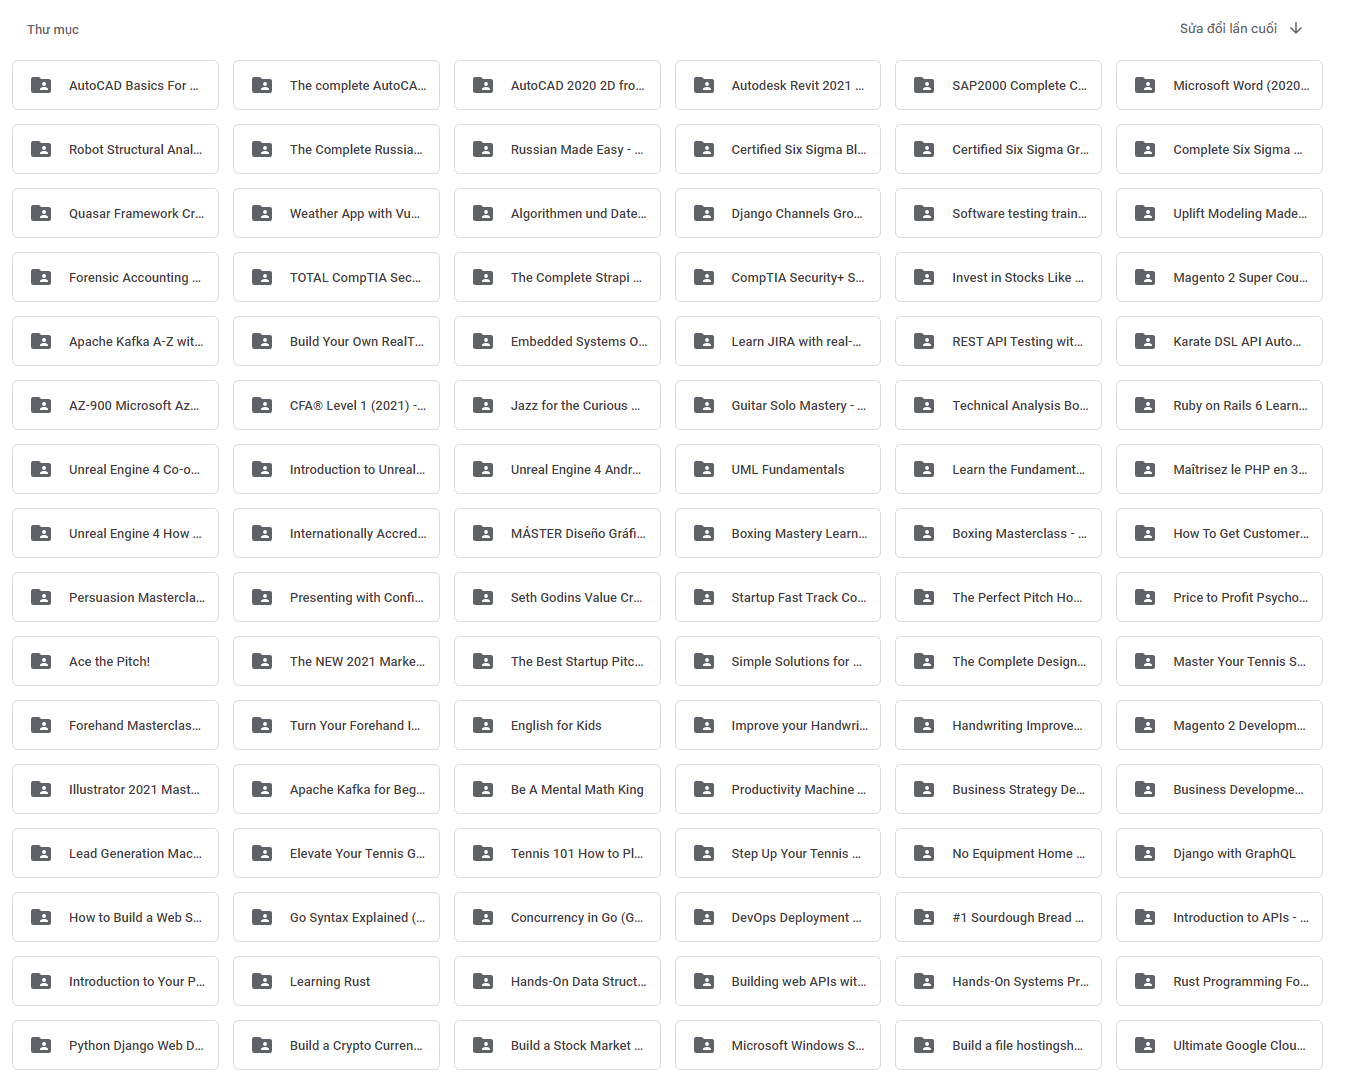 Thư mục
Sửa đổi lần cuối
AutoCAD Basics For ...
The complete AutoCA...
AutoCAD 2020 2D fro...
Autodesk Revit 2021 ...
SAP2000 Complete C...
Microsoft Word (2020...
Robot Structural Anal...
The Complete Russia...
Russian Made Easy - ...
Certified Six Sigma Bl...
Certified Six Sigma Gr...
Complete Six Sigma ...
Quasar Framework Cr...
Weather App with Vu...
Algorithmen und Date...
Django Channels Gro...
Software testing train...
Uplift Modeling Made...
Forensic Accounting ...
TOTAL CompTIA Sec...
The Complete Strapi ...
CompTIA Security+ S...
Invest in Stocks Like ...
Magento 2 Super Cou...
Apache Kafka A-Z wit...
Build Your Own RealT...
Embedded Systems O...
Learn JIRA with real-...
REST API Testing wit...
Karate DSL API Auto...
AZ-900 Microsoft Az...
CFA® Level 1 (2021) -...
Jazz for the Curious ...
Guitar Solo Mastery - ...
Technical Analysis Bo...
Ruby on Rails 6 Learn...
Unreal Engine 4 Co-o...
Introduction to Unreal...
Unreal Engine 4 Andr...
UML Fundamentals
Learn the Fundament...
Maîtrisez le PHP en 3...
Unreal Engine 4 How ...
Internationally Accred...
MÁSTER Diseño Gráfi...
Boxing Mastery Learn...
Boxing Masterclass - ...
How To Get Customer...
Persuasion Mastercla...
Presenting with Confi...
Seth Godins Value Cr...
Startup Fast Track Co...
The Perfect Pitch Ho...
Price to Profit Psycho...
Ace the Pitch!
The NEW 2021 Marke...
The Best Startup Pitc...
Simple Solutions for ...
The Complete Design...
Master Your Tennis S...
Forehand Masterclas...
Turn Your Forehand I...
English for Kids
Improve your Handwri...
Handwriting Improve...
Magento 2 Developm...
Illustrator 2021 Mast...
Apache Kafka for Beg...
Be A Mental Math King
Productivity Machine ...
Business Strategy De...
Business Developme...
Lead Generation Mac...
Elevate Your Tennis G...
Tennis 101 How to Pl...
Step Up Your Tennis ...
No Equipment Home ...
Django with GraphQL
How to Build a Web S...
Go Syntax Explained (...
Concurrency in Go (G...
DevOps Deployment ...
#1 Sourdough Bread ...
Introduction to APIs - ...
Introduction to Your P...
Learning Rust
Hands-On Data Struct...
Building web APIs wit...
Hands-On Systems Pr...
Rust Programming Fo...
Python Django Web D...
Build a Crypto Curren...
Build a Stock Market ...
Microsoft Windows S...
Build a file hostingsh...
Ultimate Google Clou...